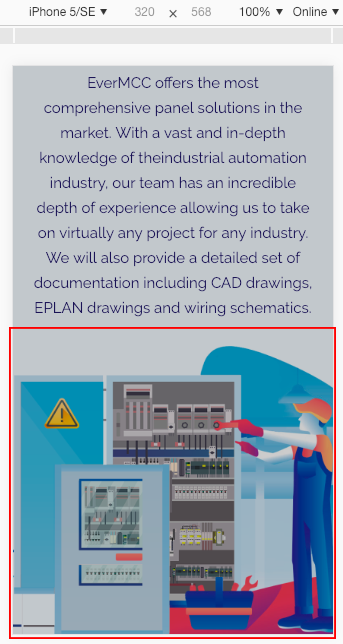 iPhone 5/SE ▼ 320 × 568 100% ▼ Online ▼
EverMCC offers the most
comprehensive panel solutions in the
market. With a vast and in-depth
knowledge of theindustrial automation
industry, our team has an incredible
depth of experience allowing us to take
on virtually any project for any industry.
We will also provide a detailed set of
documentation including CAD drawings,
EPLAN drawings and wiring schematics.